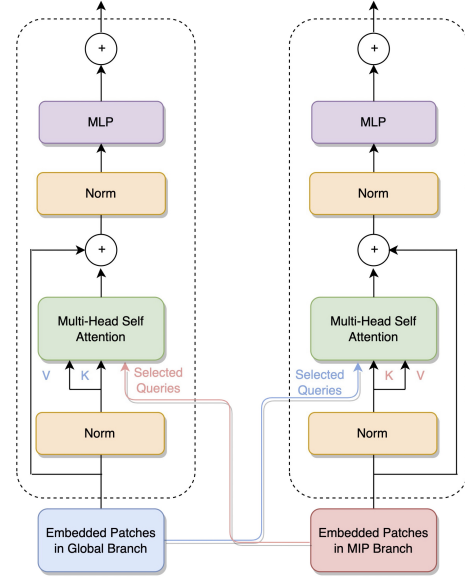 +
MLP
Norm
+
Multi-Head Self
Attention
V
K
Selected
Queries
Norm
Embedded Patches
in Global Branch
+
MLP
Norm
+
Multi-Head Self
Attention
Selected
Queries
K
V
Norm
Embedded Patches
in MIP Branch